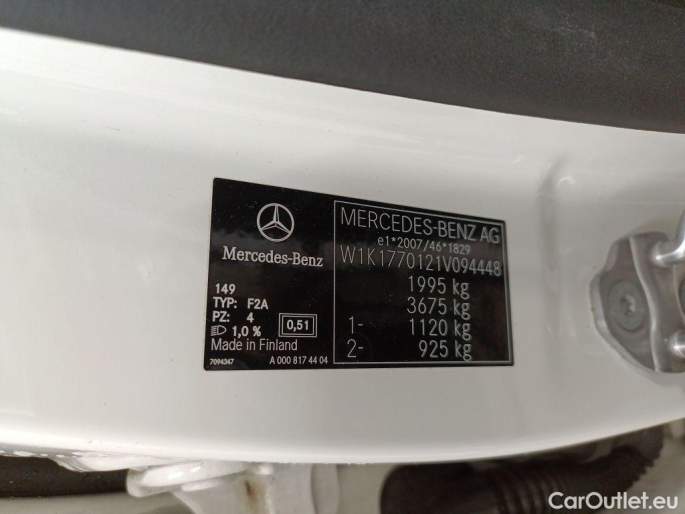 Mercedes-Benz
149
TYP: F2A
PZ: 4
1,0 % 0,51
Made in Finland
7094347 A 000 817 44 04
MERCEDES-BENZ AG
e1*2007/46*1829
W1K1770121V094448
1995 kg
3675 kg
1- 1120 kg
2- 925 kg
CarOutlet.eu